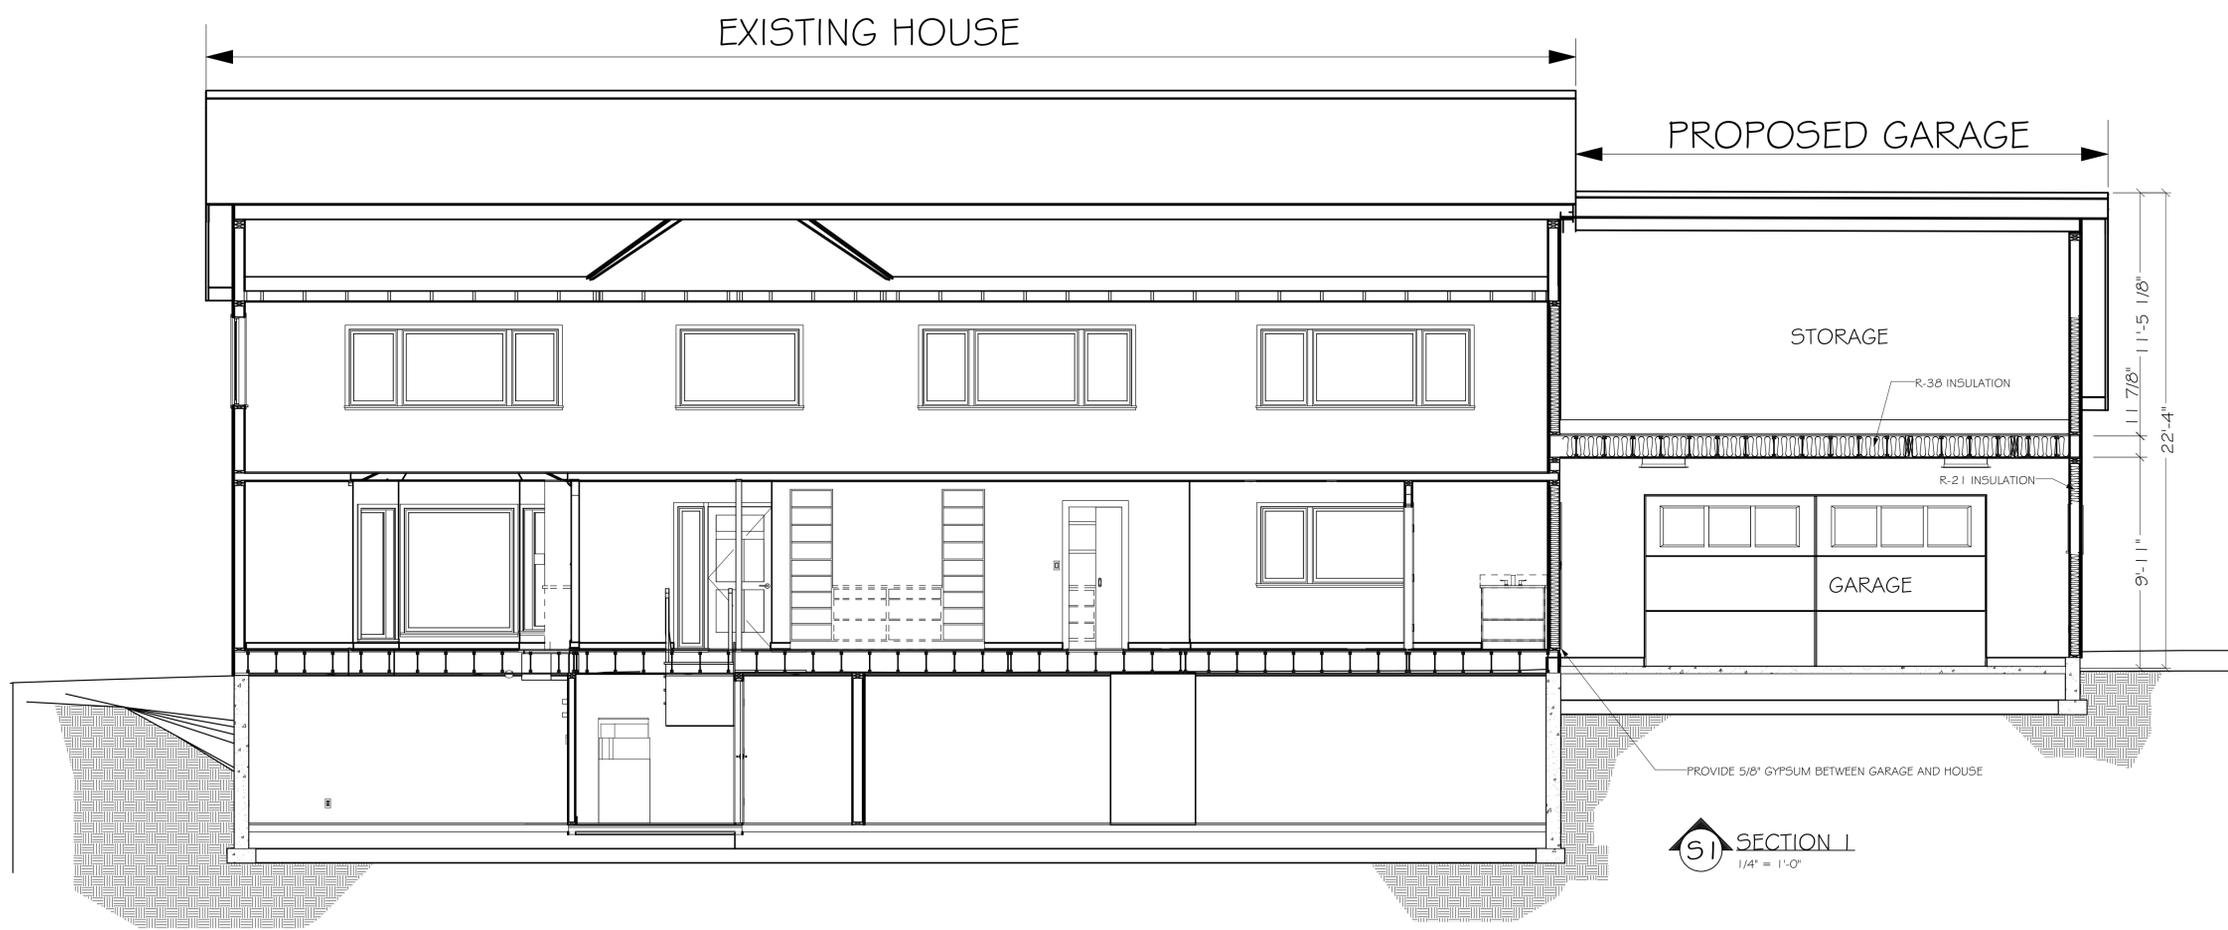 EXISTING HOUSE
PROPOSED GARAGE
STORAGE
R-38 INSULATION
11'-5 1/8"
11 7/8"
22'-4"
R-21 INSULATION
9'-11"
GARAGE
PROVIDE 5/8" GYPSUM BETWEEN GARAGE AND HOUSE
S1
SECTION 1
1/4" = 1'-0"